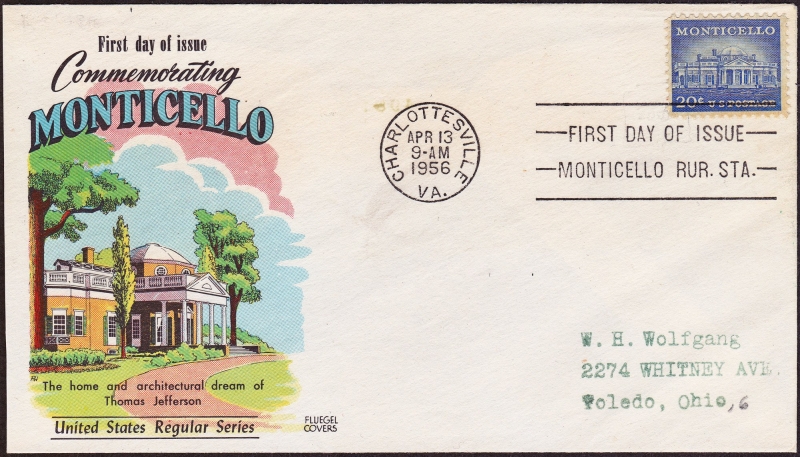 First day of issue
Commemorating
MONTICELLO
The home and architectural dream of
Thomas Jefferson
United States Regular Series
FLUEGEL
COVERS
CHARLOTTESVILLE
APR 13
9-AM
1956
VA.
MONTICELLO
20¢ U S POSTAGE
FIRST DAY OF ISSUE
MONTICELLO RUR. STA.
W. H. Wolfgang
2274 WHITNEY AVE.
Toledo, Ohio,6